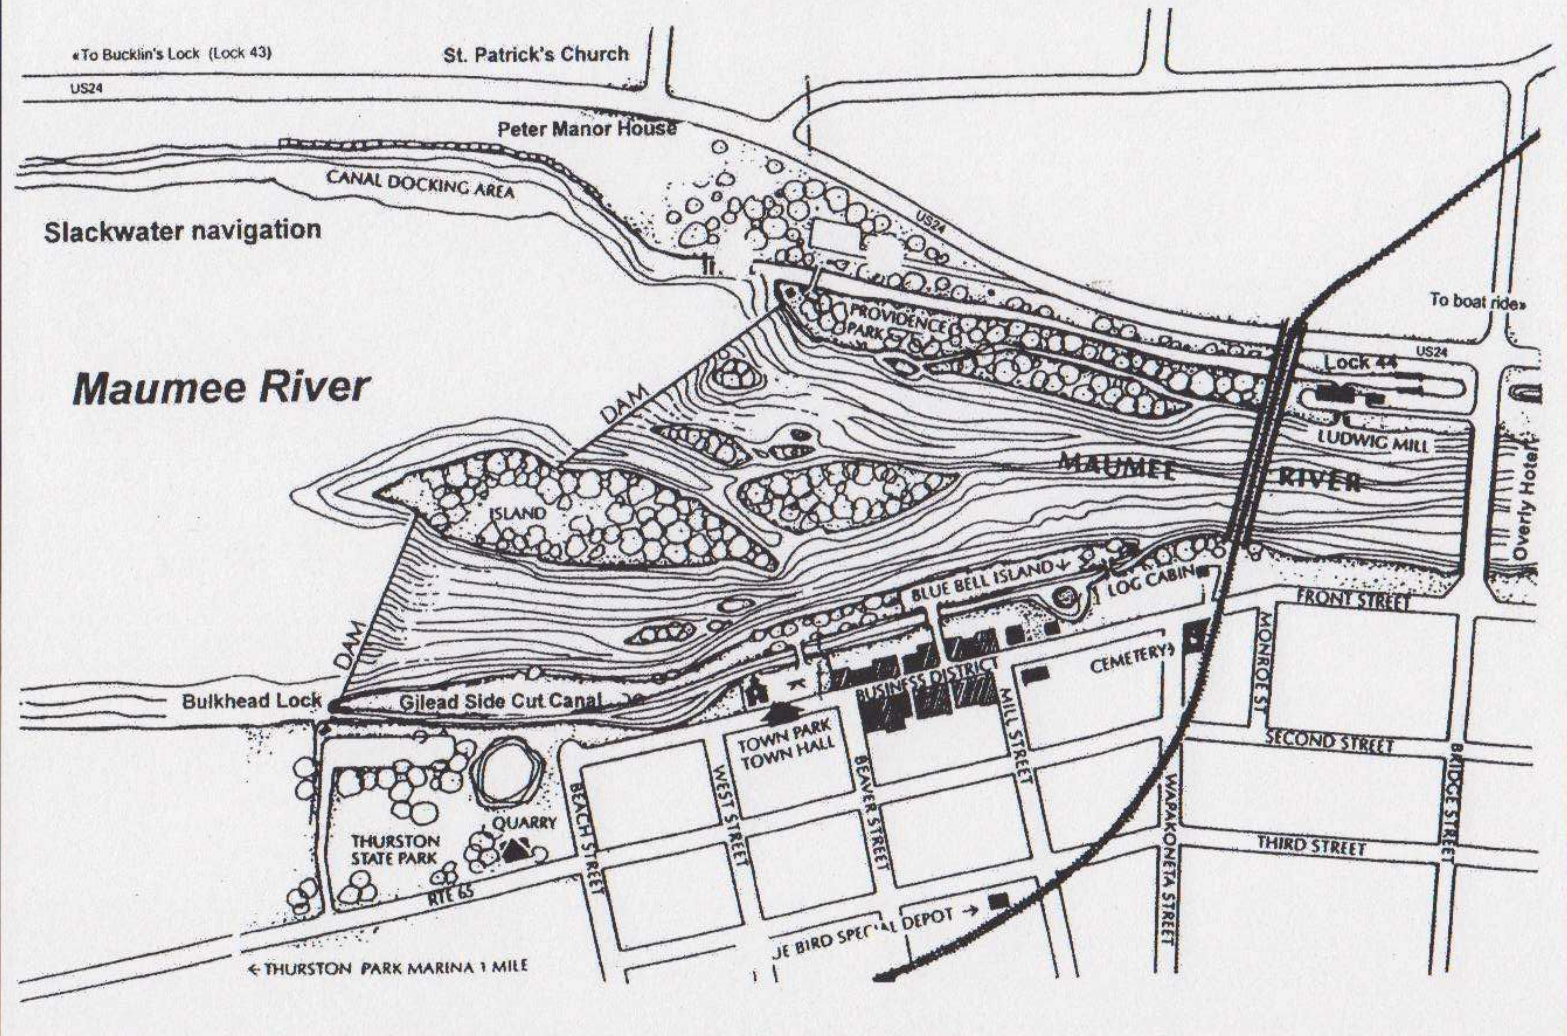 «To Bucklin's Lock (Lock 43)
St. Patrick's Church
US24
Peter Manor House
CANAL DOCKING AREA
Slackwater navigation
US24
To boat ride»
PROVIDENCE
PARK
Lock 44
US24
Maumee River
DAM
LUDWIG MILL
MAUMEE RIVER
Overly Hotel
ISLAND
BLUE BELL ISLAND
LOG CABIN
FRONT STREET
DAM
MONROE ST
CEMETERY
Bulkhead Lock
Gilead Side Cut Canal
BUSINESS DISTRICT
MILL STREET
TOWN PARK
TOWN HALL
SECOND STREET
BRIDGE STREET
WEST STREET
BEAVER STREET
WAPAKONETA STREET
BEACH STREET
QUARRY
THURSTON
STATE PARK
THIRD STREET
RTE 65
UE BIRD SPECIAL DEPOT →
← THURSTON PARK MARINA 1 MILE